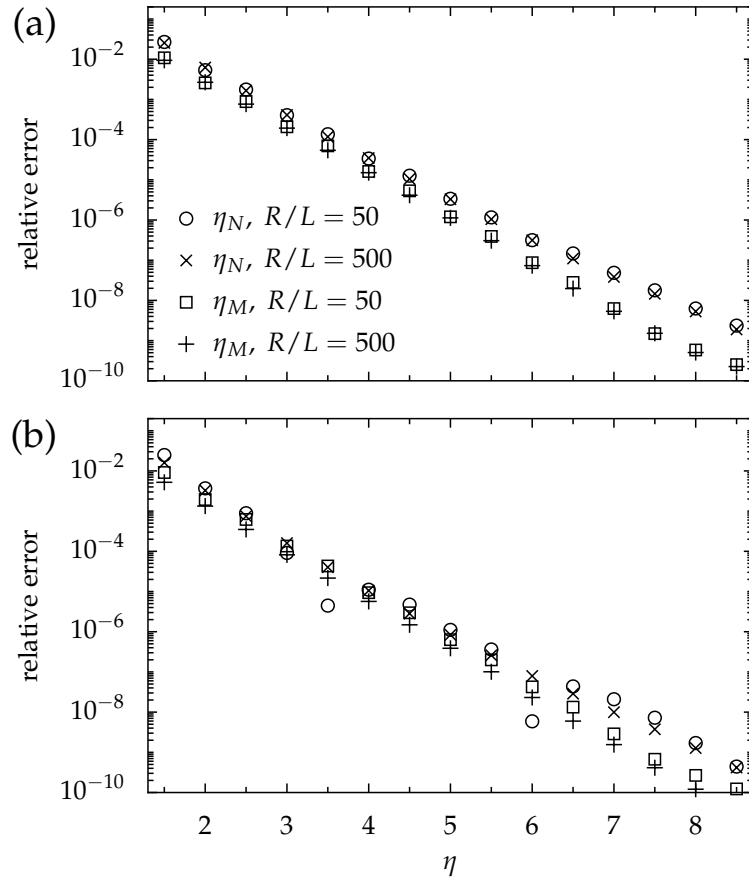 (a)
10⁻²
10⁻⁴
10⁻⁶
10⁻⁸
10⁻¹⁰
relative error
η_N, R/L = 50
η_N, R/L = 500
η_M, R/L = 50
η_M, R/L = 500
(b)
10⁻²
10⁻⁴
10⁻⁶
10⁻⁸
10⁻¹⁰
relative error
2 3 4 5 6 7 8
η